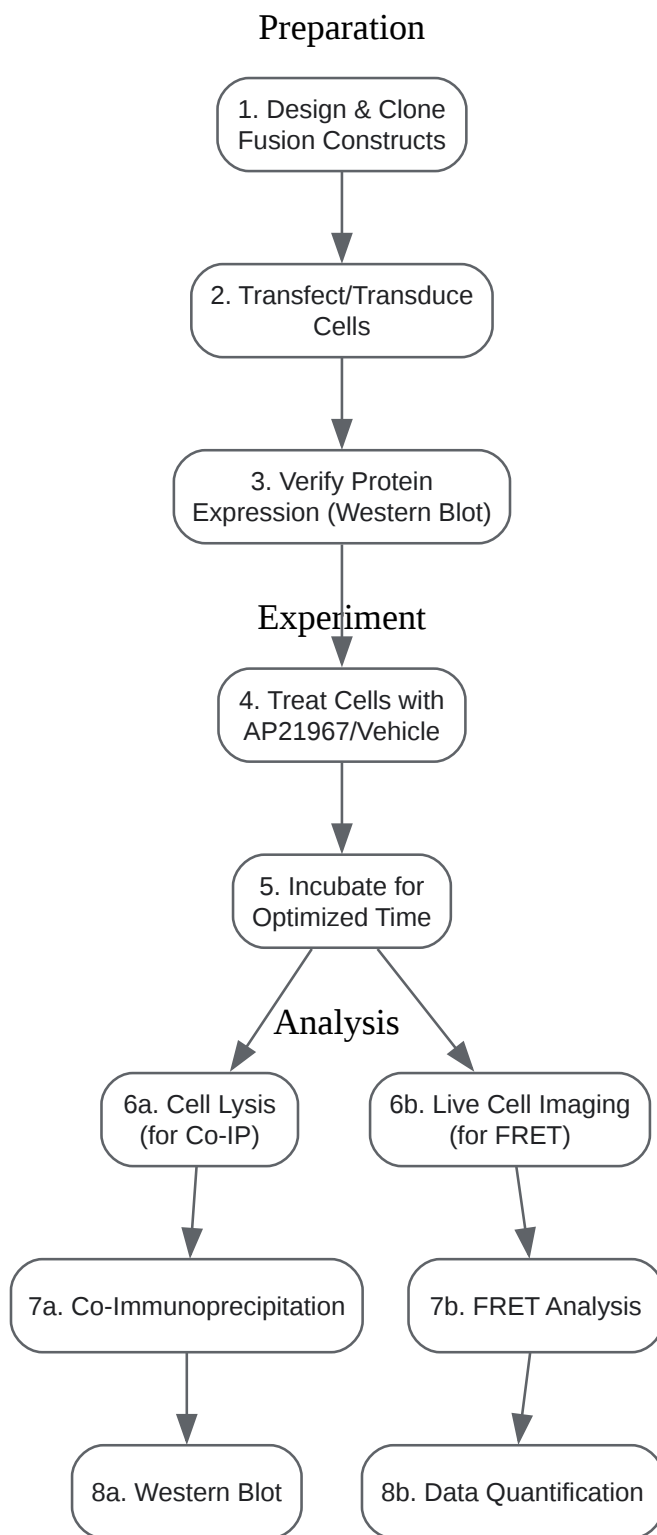 Preparation
1. Design & Clone
Fusion Constructs
2. Transfect/Transduce
Cells
3. Verify Protein
Expression (Western Blot)
Experiment
4. Treat Cells with
AP21967/Vehicle
5. Incubate for
Optimized Time
Analysis
6a. Cell Lysis
(for Co-IP)
6b. Live Cell Imaging
(for FRET)
7a. Co-Immunoprecipitation
7b. FRET Analysis
8a. Western Blot
8b. Data Quantification